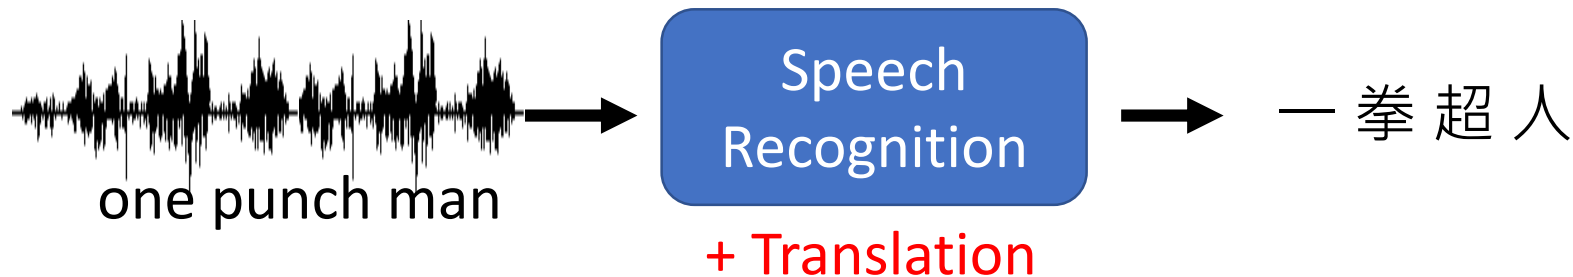 one punch man
Speech
Recognition
+ Translation
一 拳 超 人